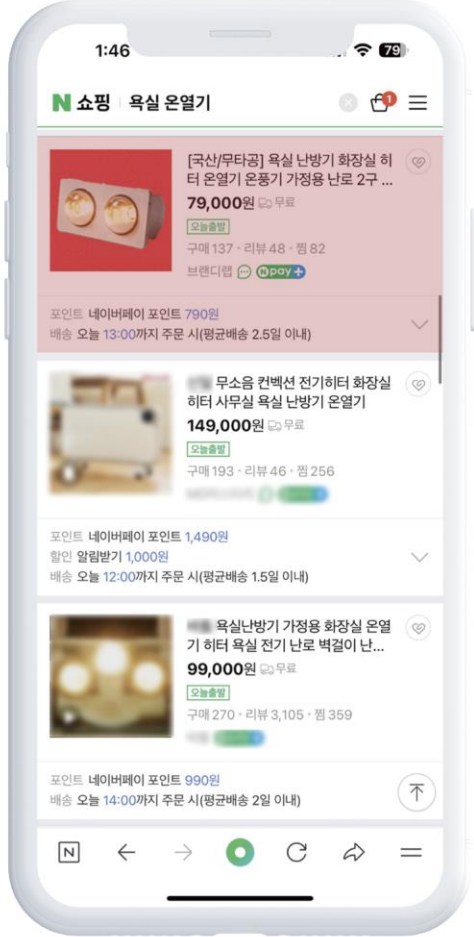 1:46
79
N 쇼핑 욕실 온열기
1
[국산/무타공] 욕실 난방기 화장실 히
터 온열기 온풍기 가정용 난로 2구 ...
79,000원 무료
오늘출발
구매 137 · 리뷰 48 · 찜 82
브랜디랩 N pay +
포인트 네이버페이 포인트 790원
배송 오늘 13:00까지 주문 시(평균배송 2.5일 이내)
무소음 컨벡션 전기히터 화장실
히터 사무실 욕실 난방기 온열기
149,000원 무료
오늘출발
구매 193 · 리뷰 46 · 찜 256
포인트 네이버페이 포인트 1,490원
할인 알림받기 1,000원
배송 오늘 12:00까지 주문 시(평균배송 1.5일 이내)
욕실난방기 가정용 화장실 온열
기 히터 욕실 전기 난로 벽걸이 난...
99,000원 무료
오늘출발
구매 270 · 리뷰 3,105 · 찜 359
포인트 네이버페이 포인트 990원
배송 오늘 14:00까지 주문 시(평균배송 2일 이내)
N